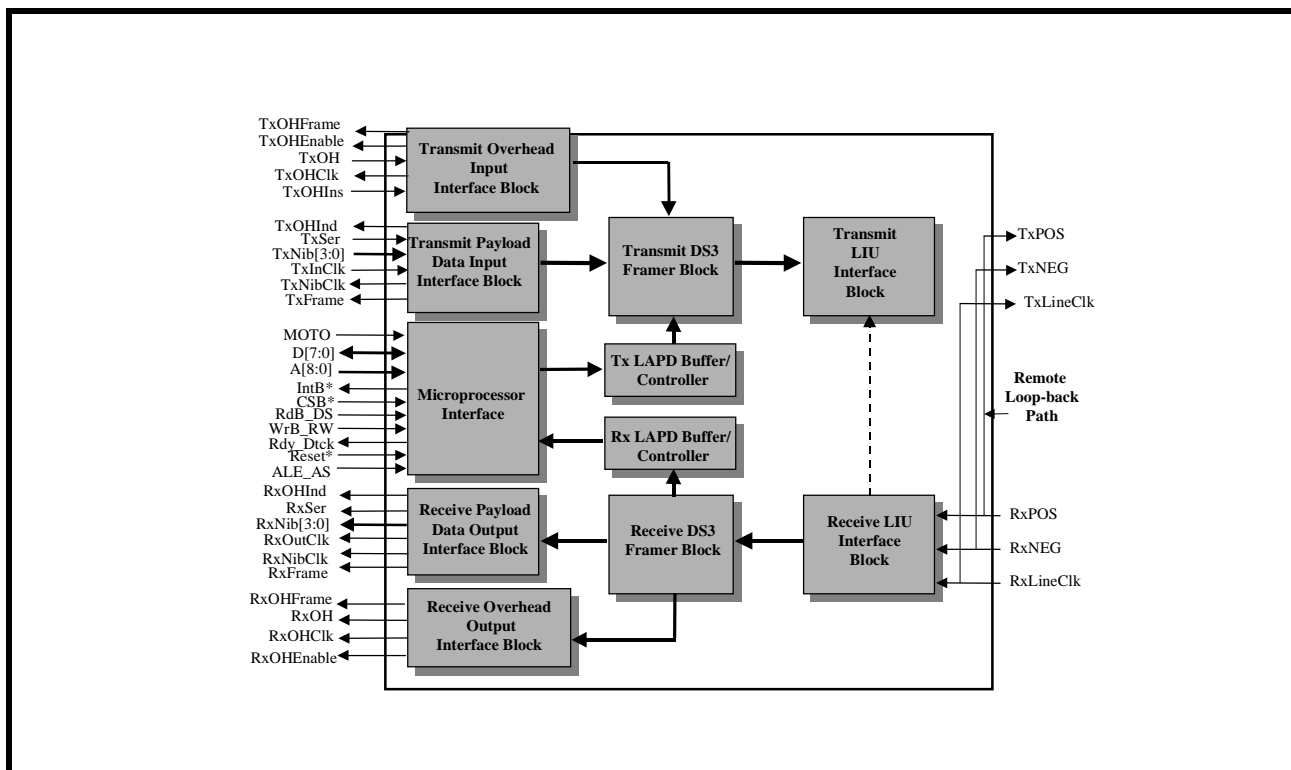 TxOHFrame
TxOHEnable
TxOH
TxOHClk
TxOHIns
Transmit Overhead
Input
Interface Block
TxOHInd
TxSer
TxNib[3:0]
TxInClk
TxNibClk
TxFrame
Transmit Payload
Data Input
Interface Block
Transmit DS3
Framer Block
Transmit
LIU
Interface
Block
TxPOS
TxNEG
TxLineClk
MOTO
D[7:0]
A[8:0]
IntB*
CSB*
RdB_DS
WrB_RW
Rdy_Dtck
Reset*
ALE_AS
Microprocessor
Interface
Tx LAPD Buffer/
Controller
Rx LAPD Buffer/
Controller
Remote
Loop-back
Path
RxOHInd
RxSer
RxNib[3:0]
RxOutClk
RxNibClk
RxFrame
Receive Payload
Data Output
Interface Block
Receive DS3
Framer Block
Receive LIU
Interface
Block
RxPOS
RxNEG
RxLineClk
RxOHFrame
RxOH
RxOHClk
RxOHEnable
Receive Overhead
Output
Interface Block